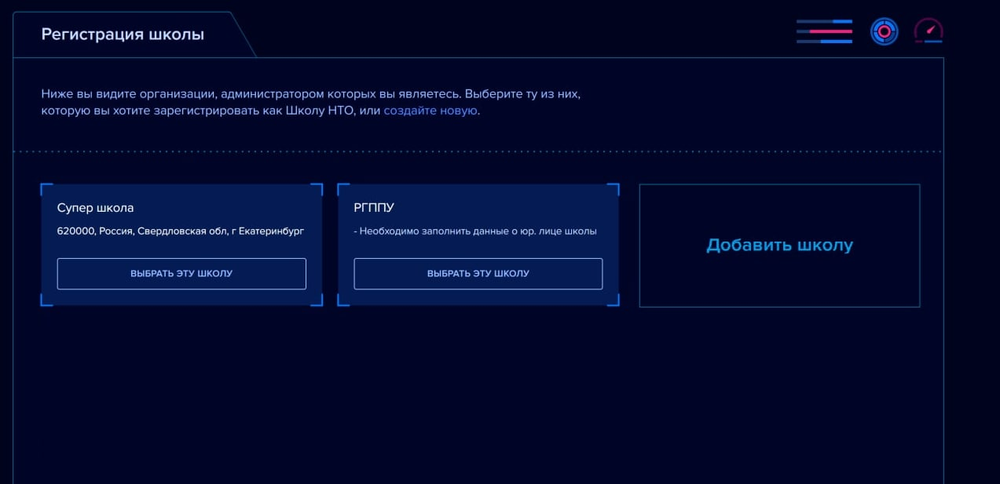 Регистрация школы
Ниже вы видите организации, администратором которых вы являетесь. Выберите ту из них,
которую вы хотите зарегистрировать как Школу НТО, или создайте новую.
Супер школа
620000, Россия, Свердловская обл, г Екатеринбург
ВЫБРАТЬ ЭТУ ШКОЛУ
РГППУ
- Необходимо заполнить данные о юр. лице школы
ВЫБРАТЬ ЭТУ ШКОЛУ
Добавить школу